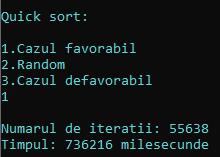 Quick sort:
1.Cazul favorabil
2.Random
3.Cazul defavorabil
1
Numarul de iteratii: 55638
Timpul: 736216 milesecunde